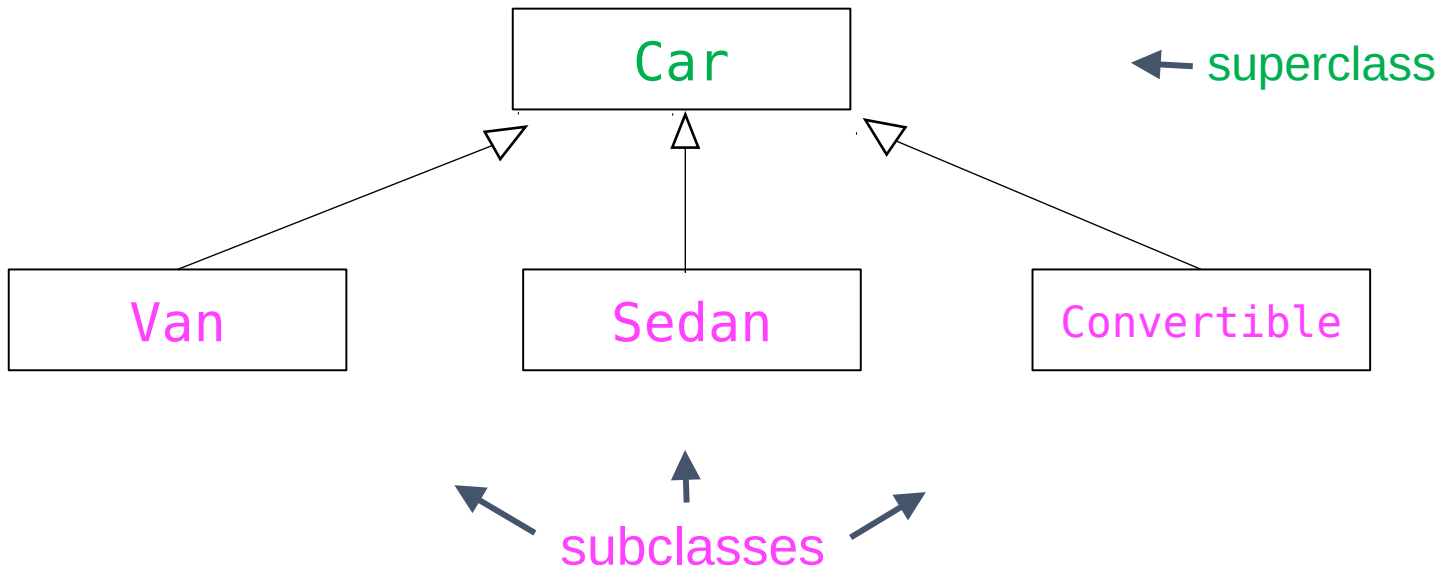 Car
superclass
Van
Sedan
Convertible
subclasses